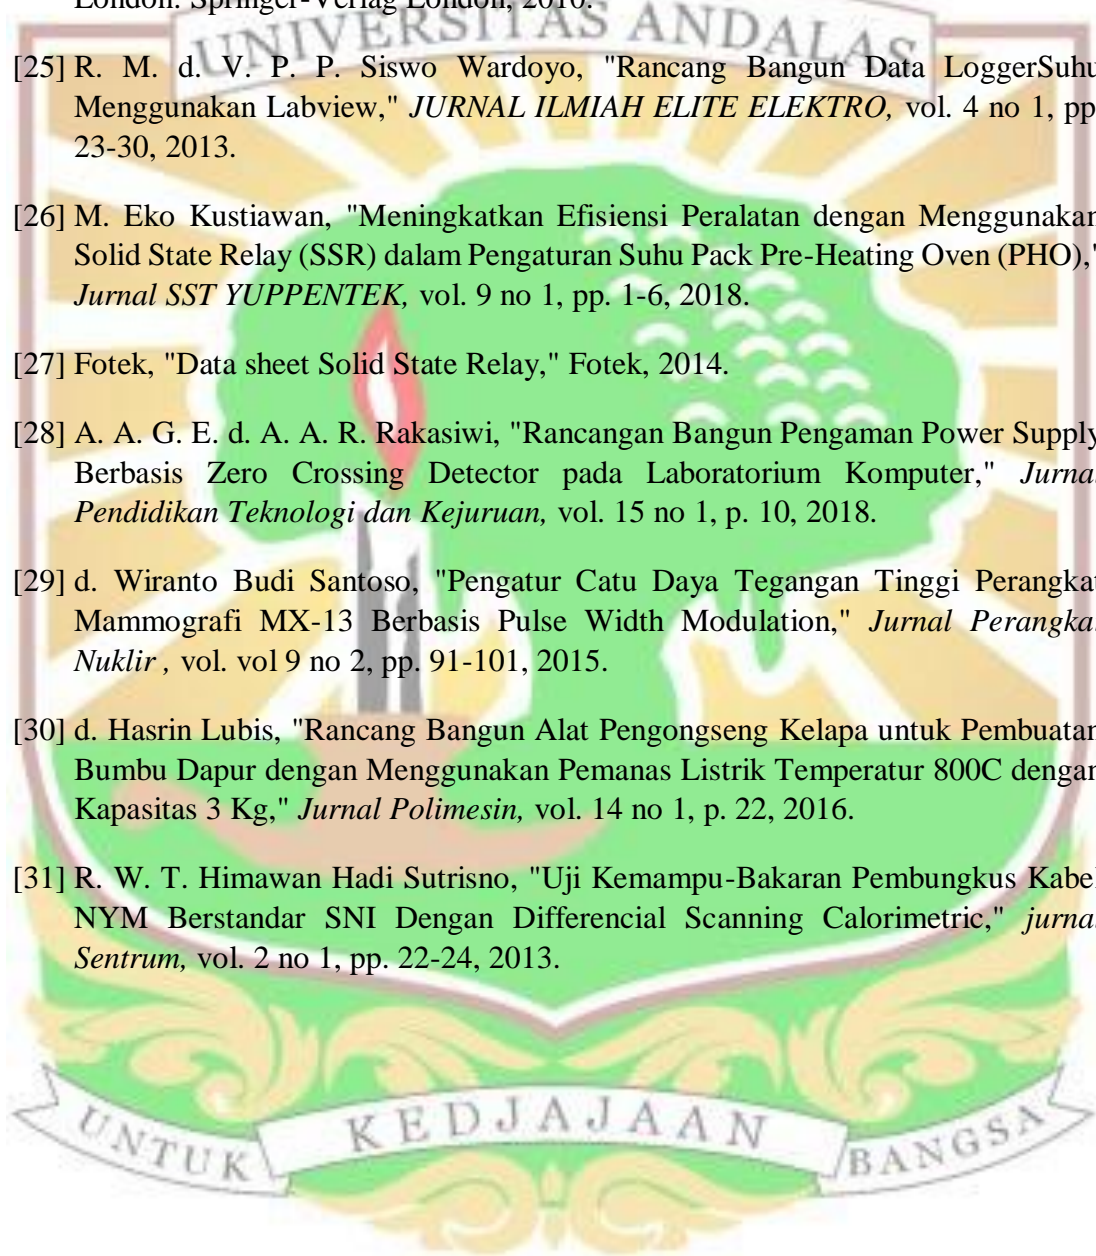 London: Springer-Verlag London, 2010.
UNIVERSITAS ANDALAS
[25] R. M. d. V. P. P. Siswo Wardoyo, "Rancang Bangun Data LoggerSuhu
Menggunakan Labview," JURNAL ILMIAH ELITE ELEKTRO, vol. 4 no 1, pp
23-30, 2013.
[26] M. Eko Kustiawan, "Meningkatkan Efisiensi Peralatan dengan Menggunakan
Solid State Relay (SSR) dalam Pengaturan Suhu Pack Pre-Heating Oven (PHO),"
Jurnal SST YUPPENTEK, vol. 9 no 1, pp. 1-6, 2018.
[27] Fotek, "Data sheet Solid State Relay," Fotek, 2014.
[28] A. A. G. E. d. A. A. R. Rakasiwi, "Rancangan Bangun Pengaman Power Supply
Berbasis Zero Crossing Detector pada Laboratorium Komputer," Jurnal
Pendidikan Teknologi dan Kejuruan, vol. 15 no 1, p. 10, 2018.
[29] d. Wiranto Budi Santoso, "Pengatur Catu Daya Tegangan Tinggi Perangkat
Mammografi MX-13 Berbasis Pulse Width Modulation," Jurnal Perangkat
Nuklir , vol. vol 9 no 2, pp. 91-101, 2015.
[30] d. Hasrin Lubis, "Rancang Bangun Alat Pengongseng Kelapa untuk Pembuatan
Bumbu Dapur dengan Menggunakan Pemanas Listrik Temperatur 800C dengan
Kapasitas 3 Kg," Jurnal Polimesin, vol. 14 no 1, p. 22, 2016.
[31] R. W. T. Himawan Hadi Sutrisno, "Uji Kemampu-Bakaran Pembungkus Kabel
NYM Berstandar SNI Dengan Differencial Scanning Calorimetric," jurnal
Sentrum, vol. 2 no 1, pp. 22-24, 2013.
UNTUK KEDJAJAAN BANGSA